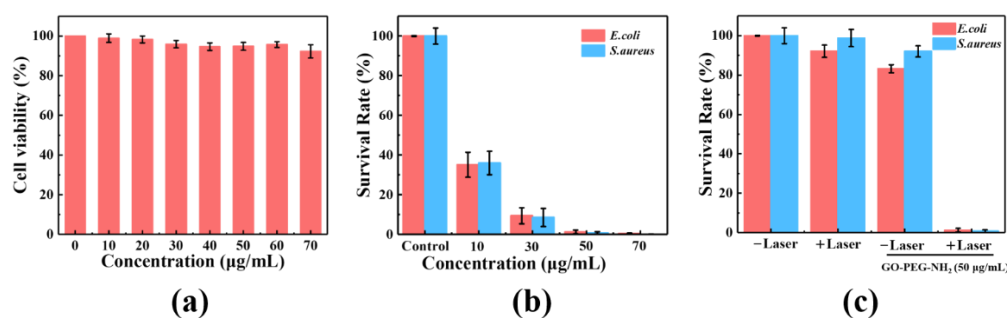 Cell viability (%)
100
80
60
40
20
0
0 10 20 30 40 50 60 70
Concentration (μg/mL)
(a)
Survival Rate (%)
100
80
60
40
20
0
E.coli
S.aureus
Control 10 30 50 70
Concentration (μg/mL)
(b)
Survival Rate (%)
100
80
60
40
20
0
E.coli
S.aureus
−Laser +Laser −Laser +Laser
GO-PEG-NH₂ (50 μg/mL)
(c)